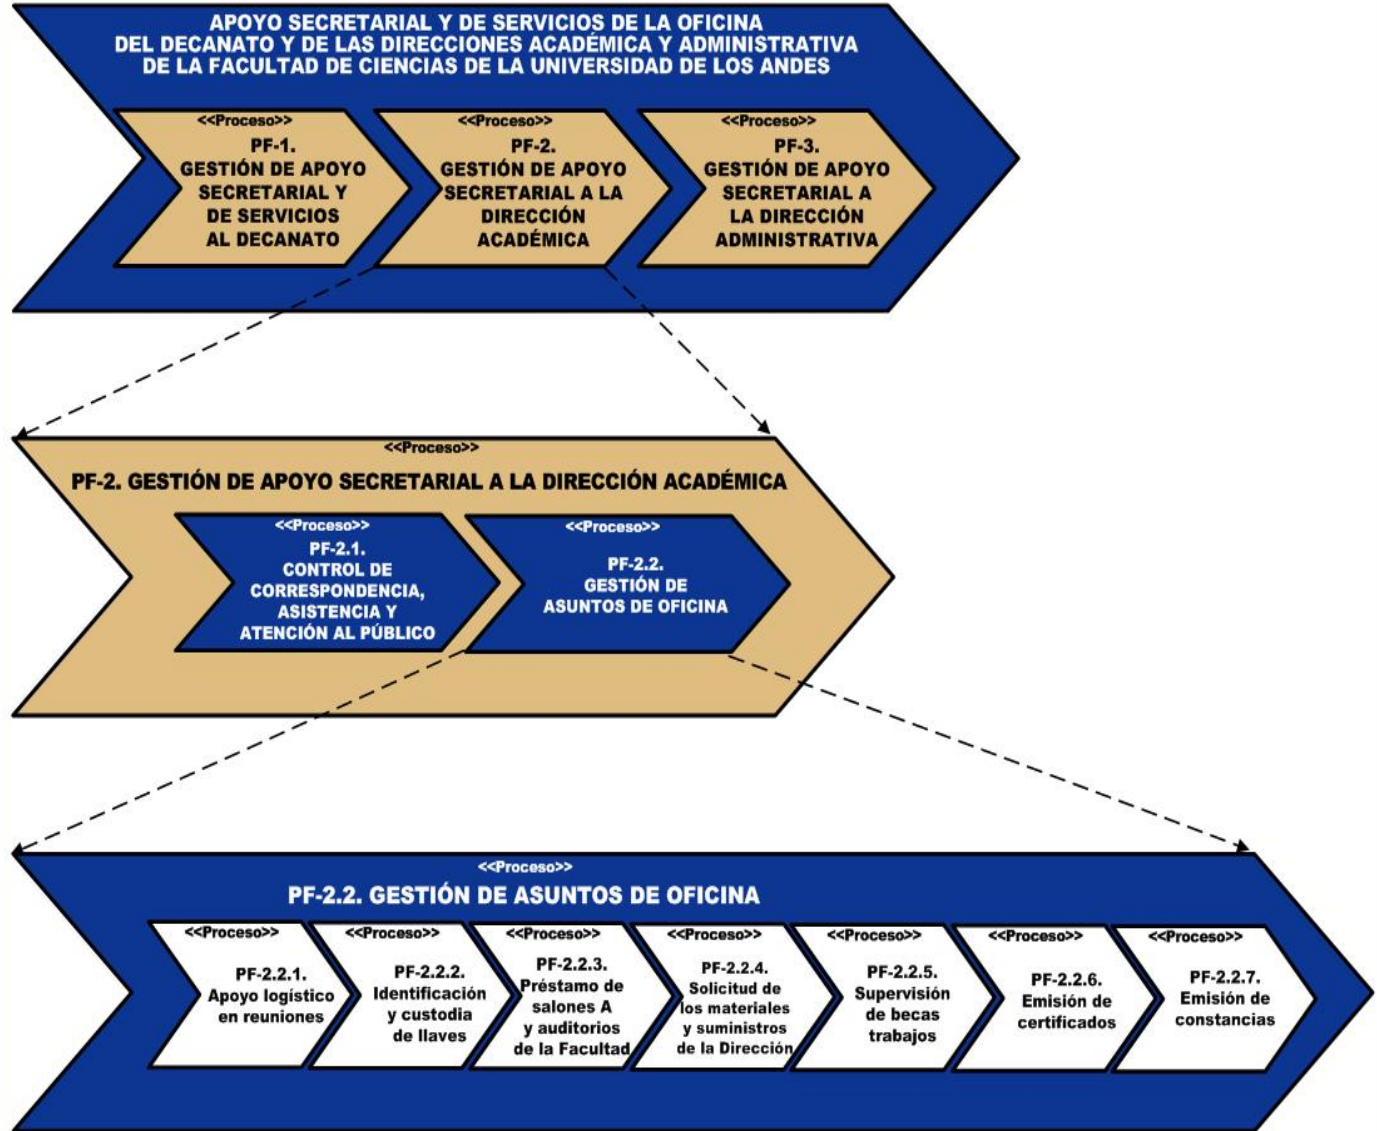 APOYO SECRETARIAL Y DE SERVICIOS DE LA OFICINA
DEL DECANATO Y DE LAS DIRECCIONES ACADÉMICA Y ADMINISTRATIVA
DE LA FACULTAD DE CIENCIAS DE LA UNIVERSIDAD DE LOS ANDES
<<Proceso>>
PF-1.
GESTIÓN DE APOYO
SECRETARIAL Y
DE SERVICIOS
AL DECANATO
<<Proceso>>
PF-2.
GESTIÓN DE APOYO
SECRETARIAL A LA
DIRECCIÓN
ACADÉMICA
<<Proceso>>
PF-3.
GESTIÓN DE APOYO
SECRETARIAL A
LA DIRECCIÓN
ADMINISTRATIVA
<<Proceso>>
PF-2. GESTIÓN DE APOYO SECRETARIAL A LA DIRECCIÓN ACADÉMICA
<<Proceso>>
PF-2.1.
CONTROL DE
CORRESPONDENCIA,
ASISTENCIA Y
ATENCIÓN AL PÚBLICO
<<Proceso>>
PF-2.2.
GESTIÓN DE
ASUNTOS DE OFICINA
<<Proceso>>
PF-2.2. GESTIÓN DE ASUNTOS DE OFICINA
<<Proceso>>
PF-2.2.1.
Apoyo logístico
en reuniones
<<Proceso>>
PF-2.2.2.
Identificación
y custodia
de llaves
<<Proceso>>
PF-2.2.3.
Préstamo de
salones A
y auditorios
de la Facultad
<<Proceso>>
PF-2.2.4.
Solicitud de
los materiales
y suministros
de la Dirección
<<Proceso>>
PF-2.2.5.
Supervisión
de becas
trabajos
<<Proceso>>
PF-2.2.6.
Emisión de
certificados
<<Proceso>>
PF-2.2.7.
Emisión de
constancias